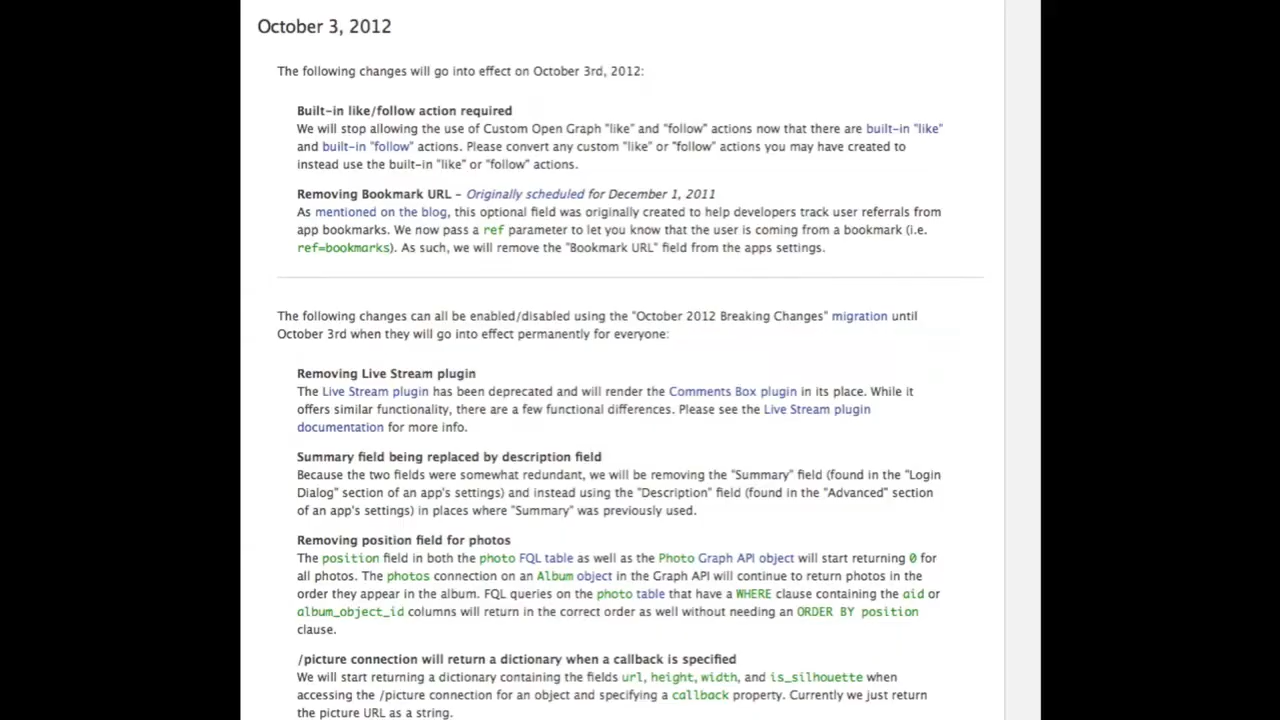 October 3, 2012
The following changes will go into effect on October 3rd, 2012:
Built-in like/follow action required
We will stop allowing the use of Custom Open Graph "like" and "follow" actions now that there are built-in "like"
and built-in "follow" actions. Please convert any custom "like" or "follow" actions you may have created to
instead use the built-in "like" or "follow" actions.
Removing Bookmark URL - Originally scheduled for December 1, 2011
As mentioned on the blog, this optional field was originally created to help developers track user referrals from
app bookmarks. We now pass a ref parameter to let you know that the user is coming from a bookmark (i.e.
ref=bookmarks). As such, we will remove the "Bookmark URL" field from the apps settings.
The following changes can all be enabled/disabled using the "October 2012 Breaking Changes" migration until
October 3rd when they will go into effect permanently for everyone:
Removing Live Stream plugin
The Live Stream plugin has been deprecated and will render the Comments Box plugin in its place. While it
offers similar functionality, there are a few functional differences. Please see the Live Stream plugin
documentation for more info.
Summary field being replaced by description field
Because the two fields were somewhat redundant, we will be removing the "Summary" field (found in the "Login
Dialog" section of an app's settings) and instead using the "Description" field (found in the "Advanced" section
of an app's settings) in places where "Summary" was previously used.
Removing position field for photos
The position field in both the photo FQL table as well as the Photo Graph API object will start returning 0 for
all photos. The photos connection on an Album object in the Graph API will continue to return photos in the
order they appear in the album. FQL queries on the photo table that have a WHERE clause containing the aid or
album_object_id columns will return in the correct order as well without needing an ORDER BY position
clause.
/picture connection will return a dictionary when a callback is specified
We will start returning a dictionary containing the fields url, height, width, and is_silhouette when
accessing the /picture connection for an object and specifying a callback property. Currently we just return
the picture URL as a string.